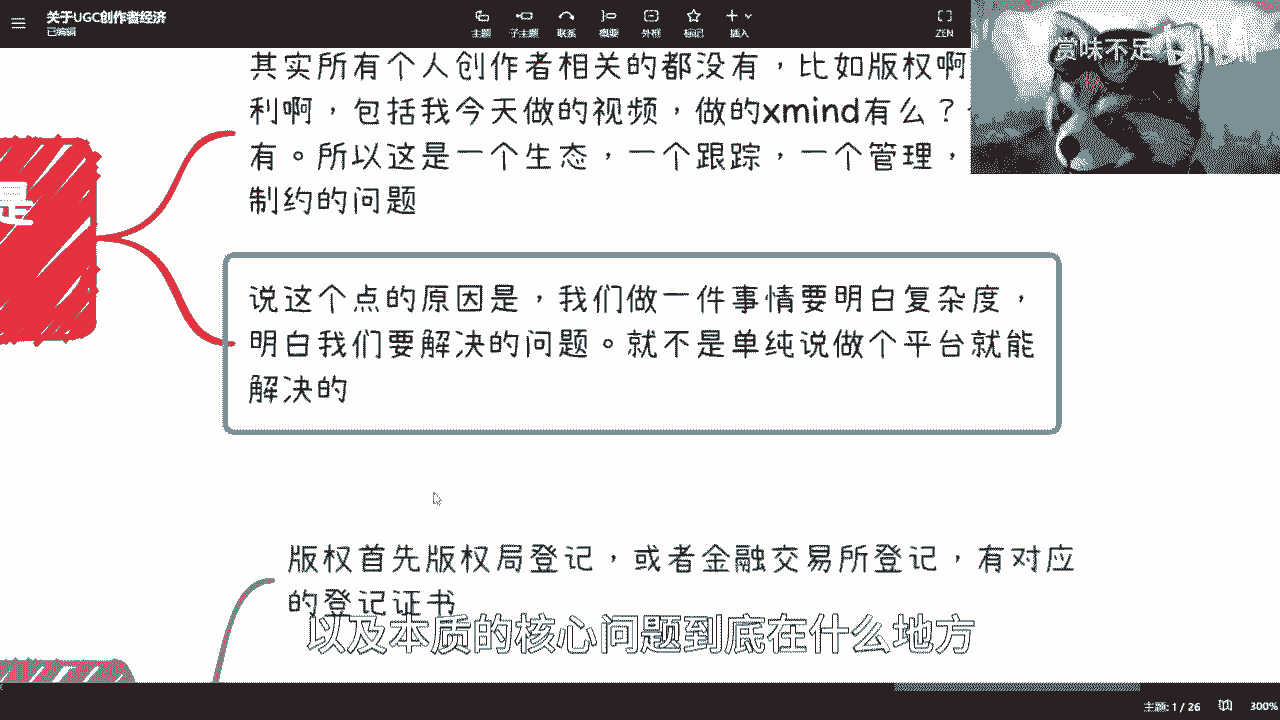 关于UGC创作者经济
已编辑
主题 子主题 联系 概要 外框 标记 插入 ZEN
赏味不足
其实所有个人创作者相关的都没有，比如版权啊
利啊，包括我今天做的视频，做的xmind有么？
有。所以这是一个生态，一个跟踪，一个管理，
制约的问题
是
说这个点的原因是，我们做一件事情要明白复杂度，
明白我们要解决的问题。就不是单纯说做个平台就能
解决的
版权首先版权局登记，或者金融交易所登记，有对应
的登记证书
以及本质的核心问题到底在什么地方
主题: 1 / 26 300%